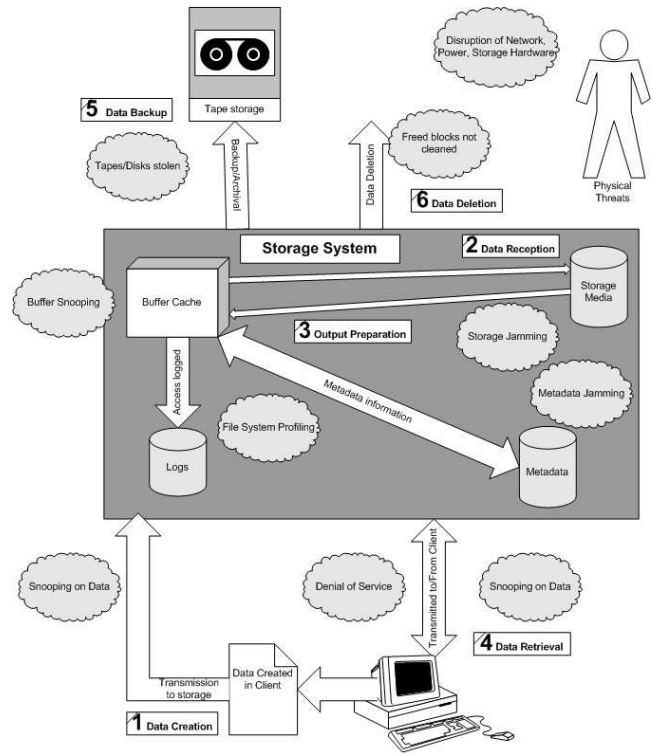 Disruption of Network,
Power, Storage Hardware
5 Data Backup
Tape storage
Tapes/Disks stolen
Backup/Archival
Data Deletion
Freed blocks not
cleaned
6 Data Deletion
Physical
Threats
Storage System
2 Data Reception
Buffer Snooping
Buffer Cache
Storage
Media
3 Output Preparation
Storage Jamming
Access logged
Metadata information
Metadata Jamming
File System Profiling
Logs
Metadata
Snooping on Data
Denial of Service
Transmitted to/From Client
Snooping on Data
4 Data Retrieval
Transmission
to storage
Data Created
in Client
1 Data Creation